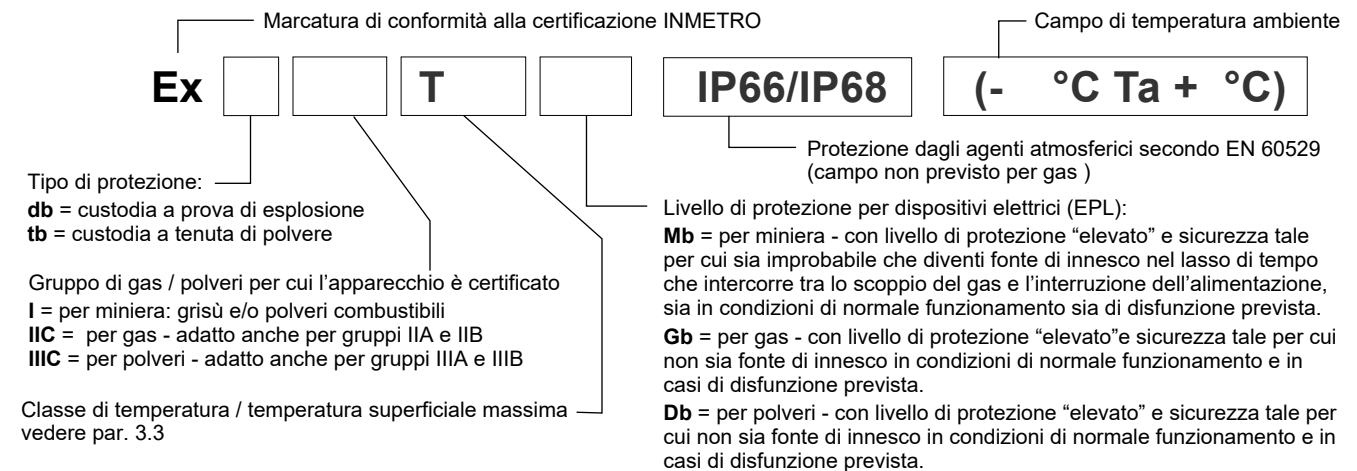 Marcatura di conformità alla certificazione INMETRO
Campo di temperatura ambiente
Ex T IP66/IP68 (- °C Ta + °C)
Protezione dagli agenti atmosferici secondo EN 60529
(campo non previsto per gas )
Tipo di protezione:
db = custodia a prova di esplosione
tb = custodia a tenuta di polvere
Gruppo di gas / polveri per cui l’apparecchio è certificato
I = per miniera: grisù e/o polveri combustibili
IIC = per gas - adatto anche per gruppi IIA e IIB
IIIC = per polveri - adatto anche per gruppi IIIA e IIIB
Classe di temperatura / temperatura superficiale massima
vedere par. 3.3
Livello di protezione per dispositivi elettrici (EPL):
Mb = per miniera - con livello di protezione “elevato” e sicurezza tale
per cui sia improbabile che diventi fonte di innesco nel lasso di tempo
che intercorre tra lo scoppio del gas e l’interruzione dell’alimentazione,
sia in condizioni di normale funzionamento sia di disfunzione prevista.
Gb = per gas - con livello di protezione “elevato”e sicurezza tale per cui
non sia fonte di innesco in condizioni di normale funzionamento e in
casi di disfunzione prevista.
Db = per polveri - con livello di protezione “elevato” e sicurezza tale per
cui non sia fonte di innesco in condizioni di normale funzionamento e in
casi di disfunzione prevista.